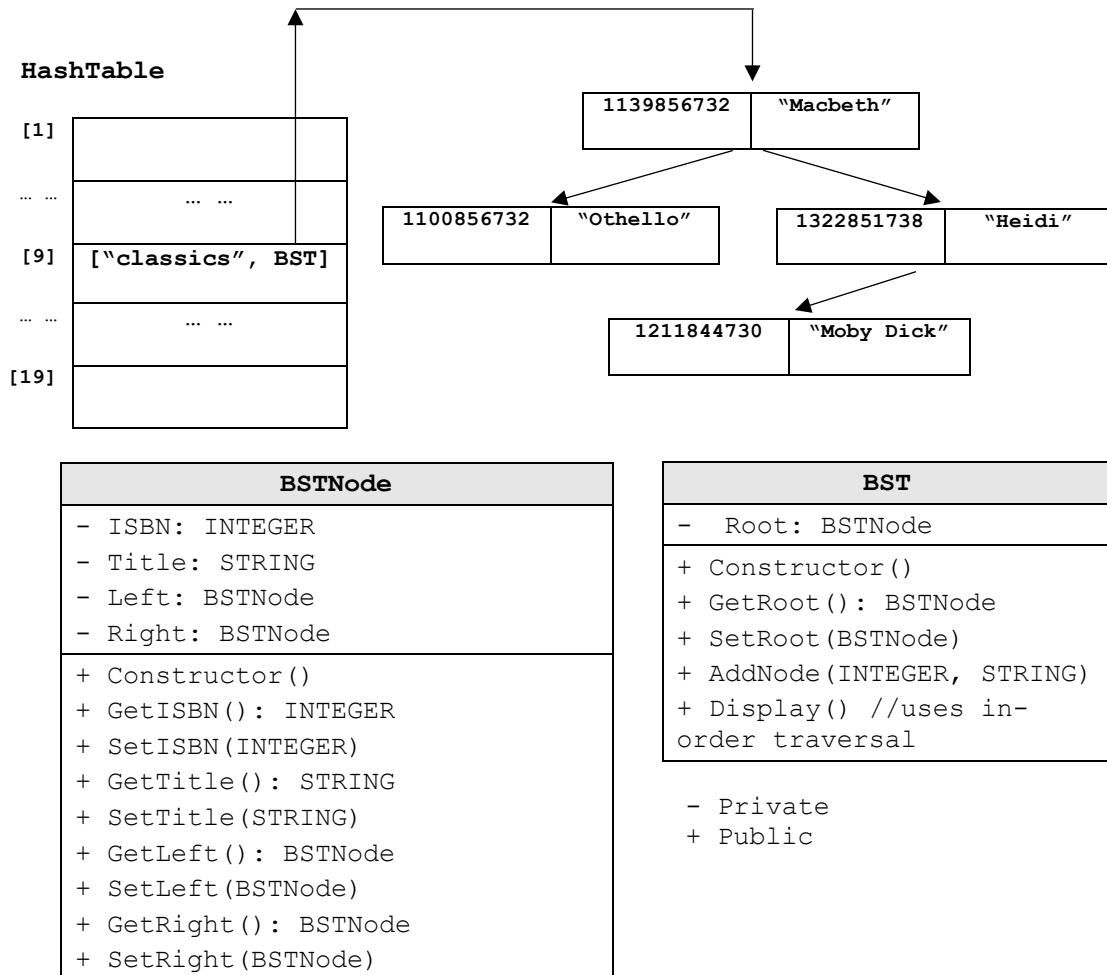 HashTable
[1]
… …
… …
[9]
["classics", BST]
… …
… …
[19]
1139856732
“Macbeth”
1100856732
“Othello”
1322851738
“Heidi”
1211844730
“Moby Dick”
BSTNode
- ISBN: INTEGER
- Title: STRING
- Left: BSTNode
- Right: BSTNode
+ Constructor()
+ GetISBN(): INTEGER
+ SetISBN(INTEGER)
+ GetTitle(): STRING
+ SetTitle(STRING)
+ GetLeft(): BSTNode
+ SetLeft(BSTNode)
+ GetRight(): BSTNode
+ SetRight(BSTNode)
BST
- Root: BSTNode
+ Constructor()
+ GetRoot(): BSTNode
+ SetRoot(BSTNode)
+ AddNode(INTEGER, STRING)
+ Display() //uses in-
order traversal
- Private
+ Public